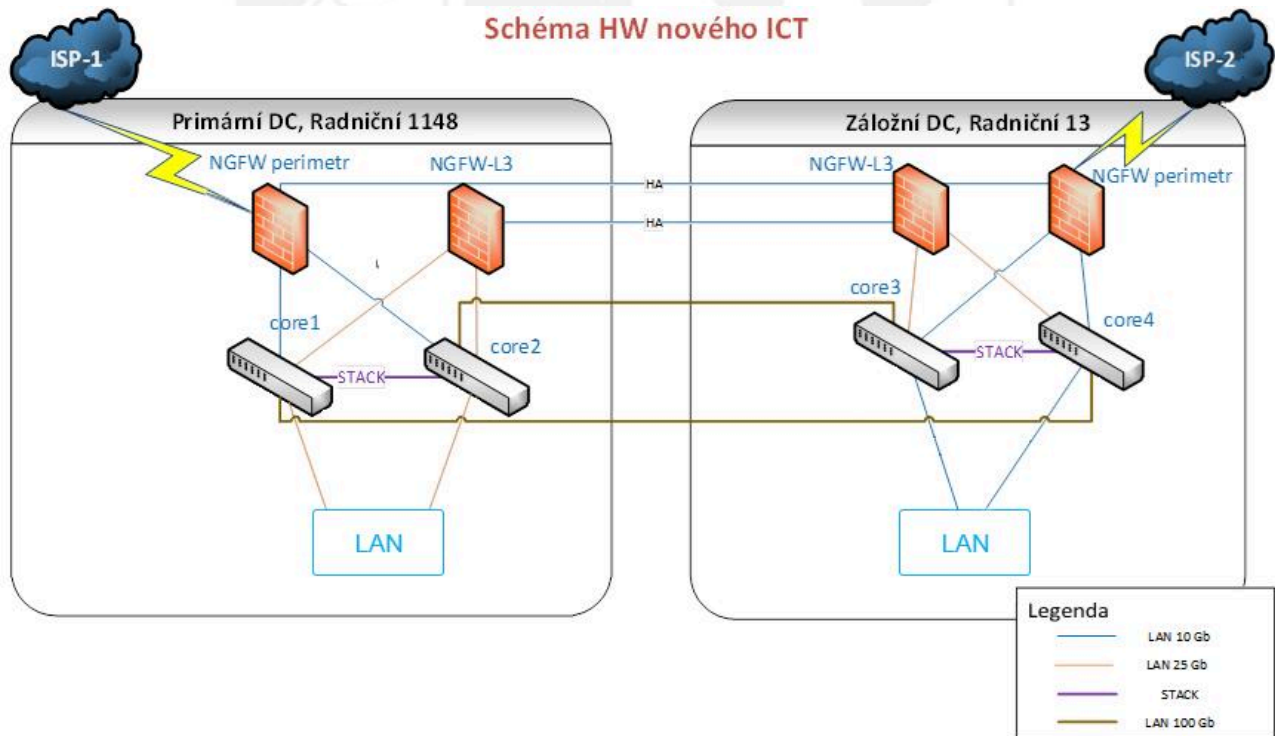 Schéma HW nového ICT
ISP-1
ISP-2
Primární DC, Radniční 1148
Záložní DC, Radniční 13
NGFW perimetr
NGFW-L3
NGFW-L3
NGFW perimetr
HA
HA
core1
core2
core3
core4
STACK
STACK
LAN
LAN
Legenda
LAN 10 Gb
LAN 25 Gb
STACK
LAN 100 Gb